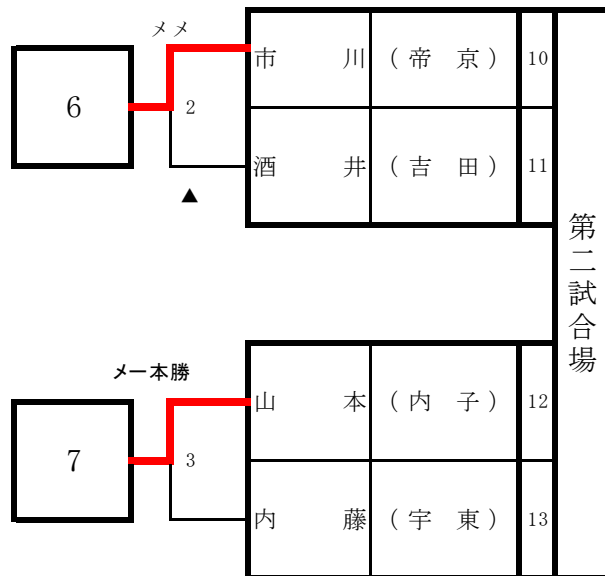 メメ
市 川 ( 帝 京 ) 10
6
2
酒 井 ( 吉 田 ) 11
▲
第二試合場
メ一本勝
山 本 ( 内 子 ) 12
7
3
内 藤 ( 宇 東 ) 13